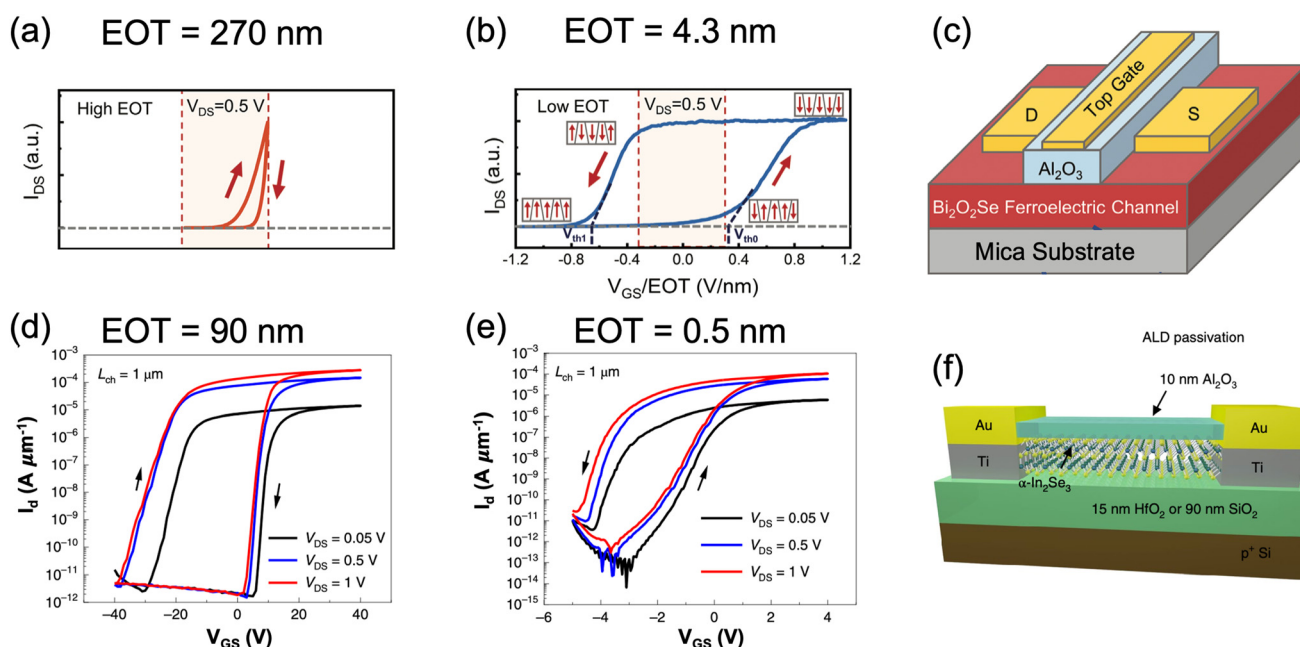 (a) EOT = 270 nm
High EOT
V_DS=0.5 V
I_DS (a.u.)
(b) EOT = 4.3 nm
Low EOT
V_DS=0.5 V
I_DS (a.u.)
V_th1
V_th0
-1.2 -0.8 -0.4 0.0 0.4 0.8 1.2
V_GS/EOT (V/nm)
(c)
D
Top Gate
S
Al₂O₃
Bi₂O₂Se Ferroelectric Channel
Mica Substrate
(d) EOT = 90 nm
10⁻³
10⁻⁴
10⁻⁵
10⁻⁶
10⁻⁷
10⁻⁸
10⁻⁹
10⁻¹⁰
10⁻¹¹
10⁻¹²
I_d (A μm⁻¹)
L_ch = 1 μm
V_DS = 0.05 V
V_DS = 0.5 V
V_DS = 1 V
−40 −20 0 20 40
V_GS (V)
(e) EOT = 0.5 nm
10⁻³
10⁻⁴
10⁻⁵
10⁻⁶
10⁻⁷
10⁻⁸
10⁻⁹
10⁻¹⁰
10⁻¹¹
10⁻¹²
10⁻¹³
10⁻¹⁴
10⁻¹⁵
I_d (A μm⁻¹)
L_ch = 1 μm
V_DS = 0.05 V
V_DS = 0.5 V
V_DS = 1 V
−6 −4 −2 0 2 4 6
V_GS (V)
(f)
ALD passivation
10 nm Al₂O₃
Au
Au
Ti
Ti
α-In₂Se₃
15 nm HfO₂ or 90 nm SiO₂
p⁺ Si